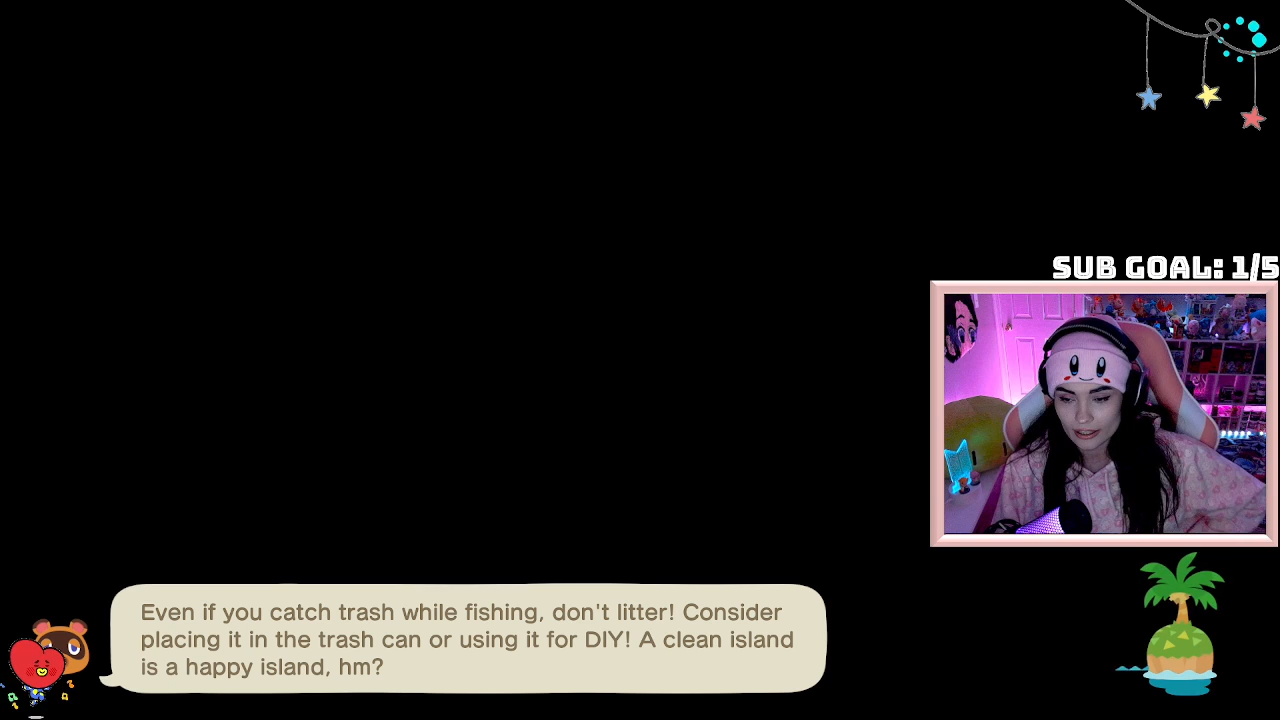 SUB GOAL: 1/5
Even if you catch trash while fishing, don't litter! Consider
placing it in the trash can or using it for DIY! A clean island
is a happy island, hm?